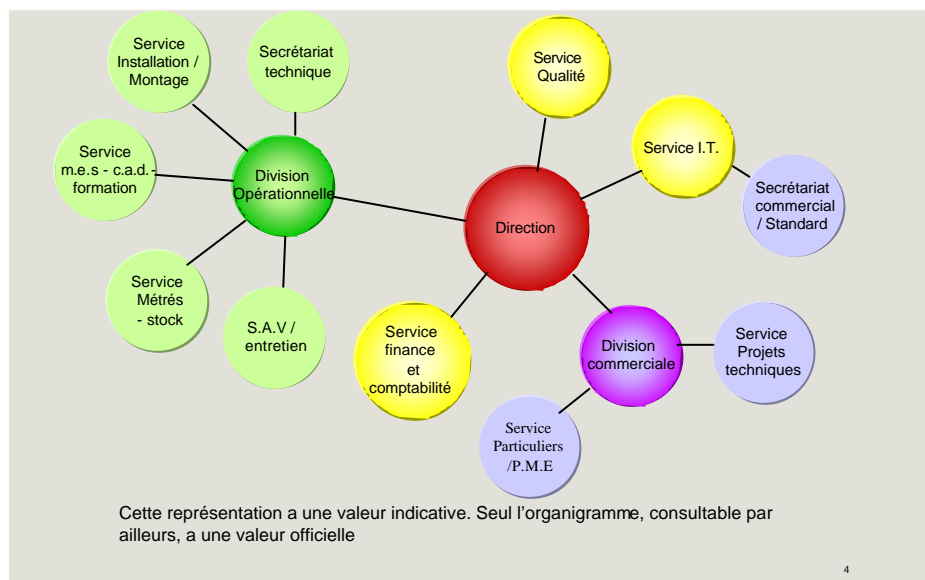 Service
Installation /
Montage
Secrétariat
technique
Service
Qualité
Service
m.e.s - c.a.d.-
formation
Division
Opérationnelle
Service I.T.
Secrétariat
commercial
/ Standard
Direction
Service
Métrés
- stock
S.A.V /
entretien
Service
finance
et
comptabilité
Division
commerciale
Service
Projets
techniques
Service
Particuliers
/P.M.E
Cette représentation a une valeur indicative. Seul l'organigramme, consultable par
ailleurs, a une valeur officielle
4